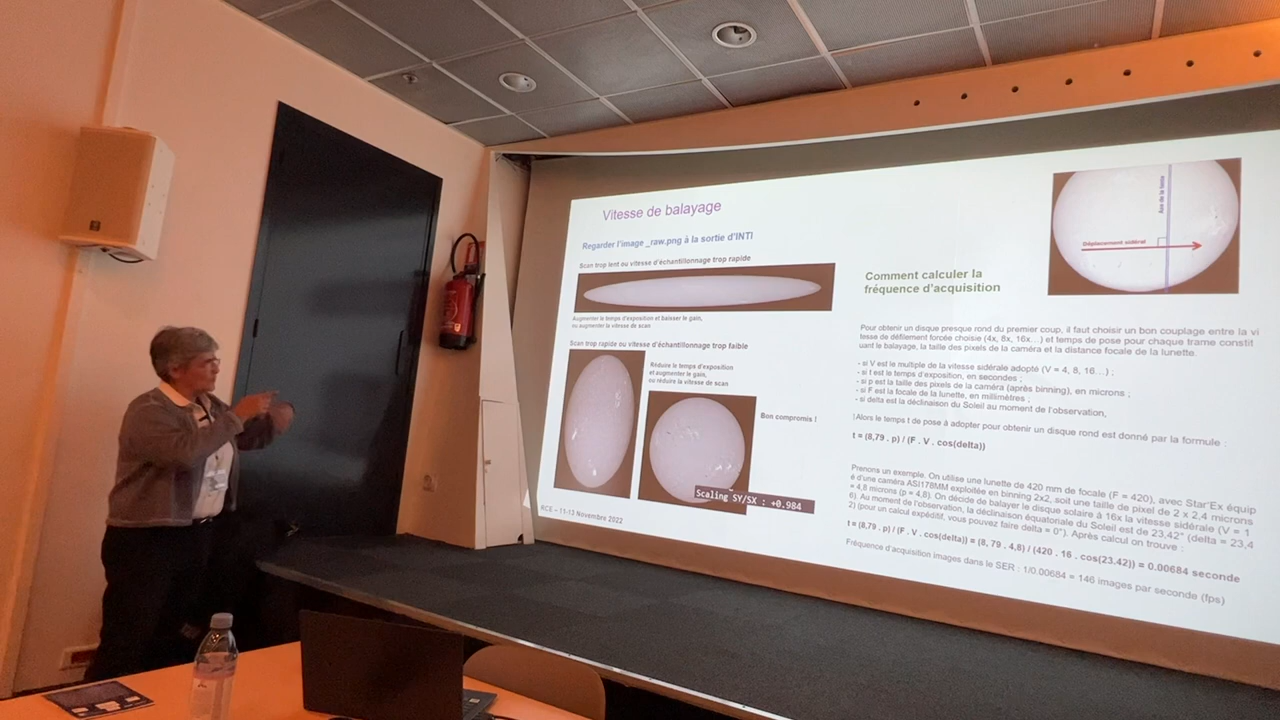 Vitesse de balayage
Regarder l'image _raw.png à la sortie d'INTI
Scan trop lent ou vitesse d'échantillonnage trop rapide
Augmenter le temps d'exposition et baisser le gain,
ou augmenter la vitesse de scan
Scan trop rapide ou vitesse d'échantillonnage trop faible
Réduire le temps d'exposition
et augmenter le gain,
ou réduire la vitesse de scan
Bon compromis !
Scaling SY/SX : +0.984
RCE – 11-13 Novembre 2022
Axe de la fente
Déplacement sidéral
Comment calculer la
fréquence d'acquisition
Pour obtenir un disque presque rond du premier coup, il faut choisir un bon couplage entre la vi
tesse de défilement forcée choisie (4x, 8x, 16x…) et temps de pose pour chaque trame constit
uant le balayage, la taille des pixels de la caméra et la distance focale de la lunette.
- si V est le multiple de la vitesse sidérale adopté (V = 4, 8, 16…) ;
- si t est le temps d'exposition, en secondes ;
- si p est la taille des pixels de la caméra (après binning), en microns ;
- si F est la focale de la lunette, en millimètres ;
- si delta est la déclinaison du Soleil au moment de l'observation,
Alors le temps t de pose à adopter pour obtenir un disque rond est donné par la formule :
t = (8,79 . p) / (F . V . cos(delta))
Prenons un exemple. On utilise une lunette de 420 mm de focale (F = 420), avec Star'Ex équip
é d'une caméra ASI178MM exploitée en binning 2x2, soit une taille de pixel de 2 x 2,4 microns
= 4,8 microns (p = 4,8). On décide de balayer le disque solaire à 16x la vitesse sidérale (V = 1
6). Au moment de l'observation, la déclinaison équatoriale du Soleil est de 23,42° (delta = 23,4
2) (pour un calcul expéditif, vous pouvez faire delta = 0°). Après calcul on trouve :
t = (8,79 . p) / (F . V . cos(delta)) = (8, 79 . 4,8) / (420 . 16 . cos(23.42)) = 0.00684 seconde
Fréquence d'acquisition images dans le SER : 1/0.00684 = 146 images par seconde (fps)